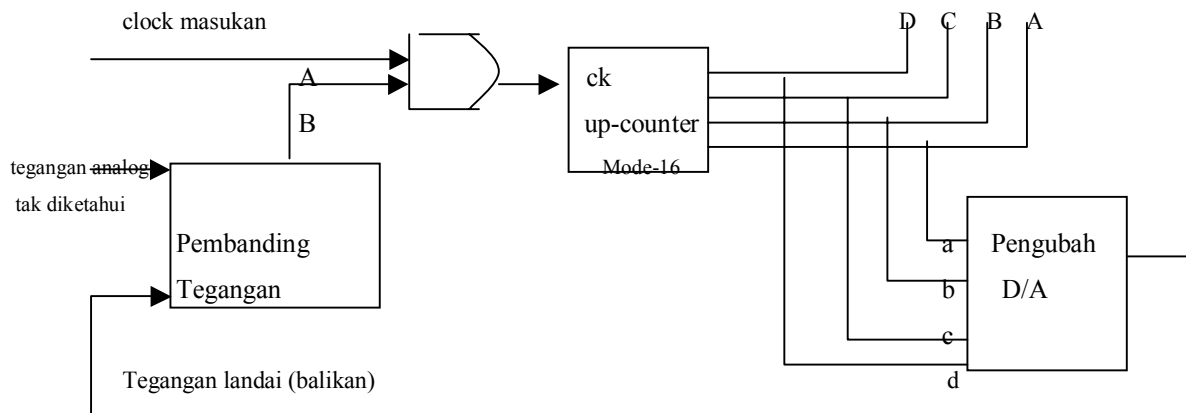 clock masukan
D C B A
A
B
ck
up-counter
Mode-16
tegangan analog
tak diketahui
Pembanding
Tegangan
a
Pengubah
b
D/A
c
d
Tegangan landai (balikan)